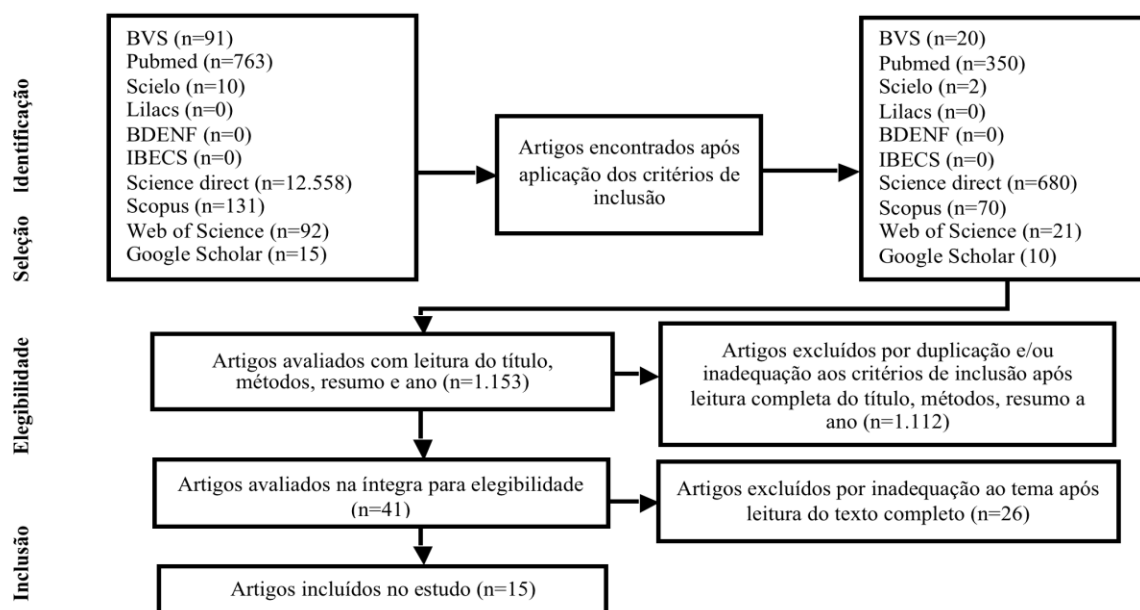 Identificação
Seleção
Elegibilidade
Inclusão
BVS (n=91)
Pubmed (n=763)
Scielo (n=10)
Lilacs (n=0)
BDENF (n=0)
IBECS (n=0)
Science direct (n=12.558)
Scopus (n=131)
Web of Science (n=92)
Google Scholar (n=15)
Artigos encontrados após
aplicação dos critérios de
inclusão
BVS (n=20)
Pubmed (n=350)
Scielo (n=2)
Lilacs (n=0)
BDENF (n=0)
IBECS (n=0)
Science direct (n=680)
Scopus (n=70)
Web of Science (n=21)
Google Scholar (10)
Artigos avaliados com leitura do título,
métodos, resumo e ano (n=1.153)
Artigos excluídos por duplicação e/ou
inadequação aos critérios de inclusão após
leitura completa do título, métodos, resumo a
ano (n=1.112)
Artigos avaliados na íntegra para elegibilidade
(n=41)
Artigos excluídos por inadequação ao tema após
leitura do texto completo (n=26)
Artigos incluídos no estudo (n=15)